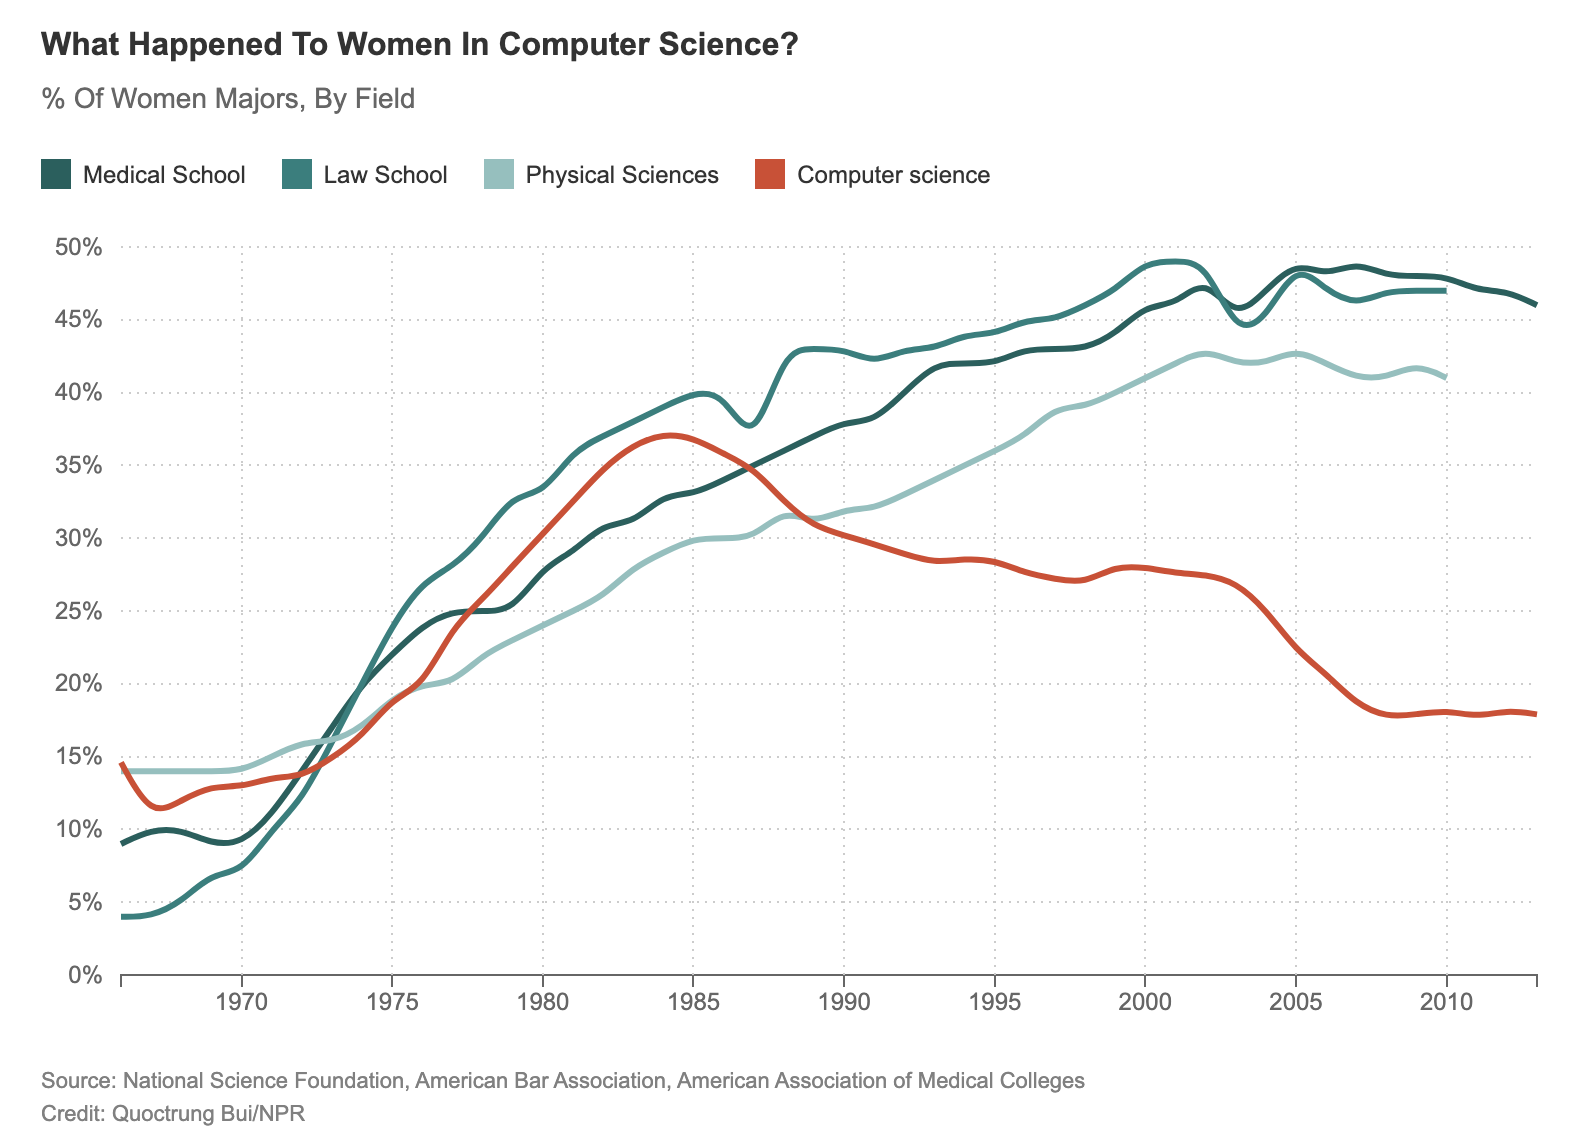 What Happened To Women In Computer Science?
% Of Women Majors, By Field
Medical School Law School Physical Sciences Computer science
50%
45%
40%
35%
30%
25%
20%
15%
10%
5%
0%
1970 1975 1980 1985 1990 1995 2000 2005 2010
Source: National Science Foundation, American Bar Association, American Association of Medical Colleges
Credit: Quoctrung Bui/NPR